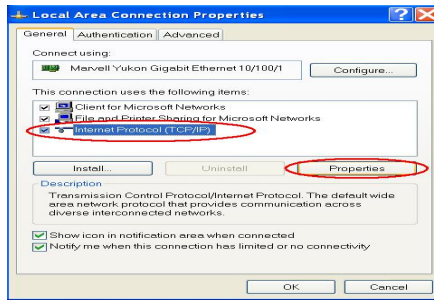 Local Area Connection Properties
General Authentication Advanced
Connect using:
Marvell Yukon Gigabit Ethernet 10/100/1 Configure...
This connection uses the following items:
Client for Microsoft Networks
File and Printer Sharing for Microsoft Networks
Internet Protocol (TCP/IP)
Install... Uninstall Properties
Description
Transmission Control Protocol/Internet Protocol. The default wide
area network protocol that provides communication across
diverse interconnected networks.
Show icon in notification area when connected
Notify me when this connection has limited or no connectivity
OK Cancel